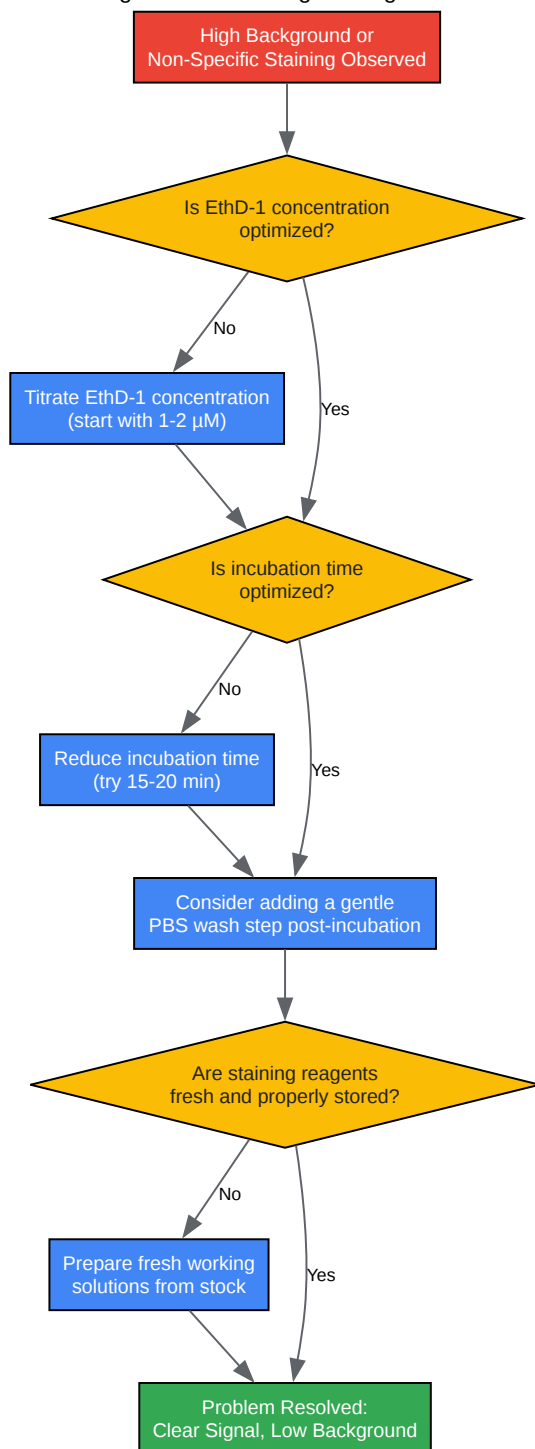 High Background or
Non-Specific Staining Observed
Is EthD-1 concentration
optimized?
No
Titrate EthD-1 concentration
(start with 1-2 µM)
Yes
Is incubation time
optimized?
No
Reduce incubation time
(try 15-20 min)
Yes
Consider adding a gentle
PBS wash step post-incubation
Are staining reagents
fresh and properly stored?
No
Prepare fresh working
solutions from stock
Yes
Problem Resolved:
Clear Signal, Low Background